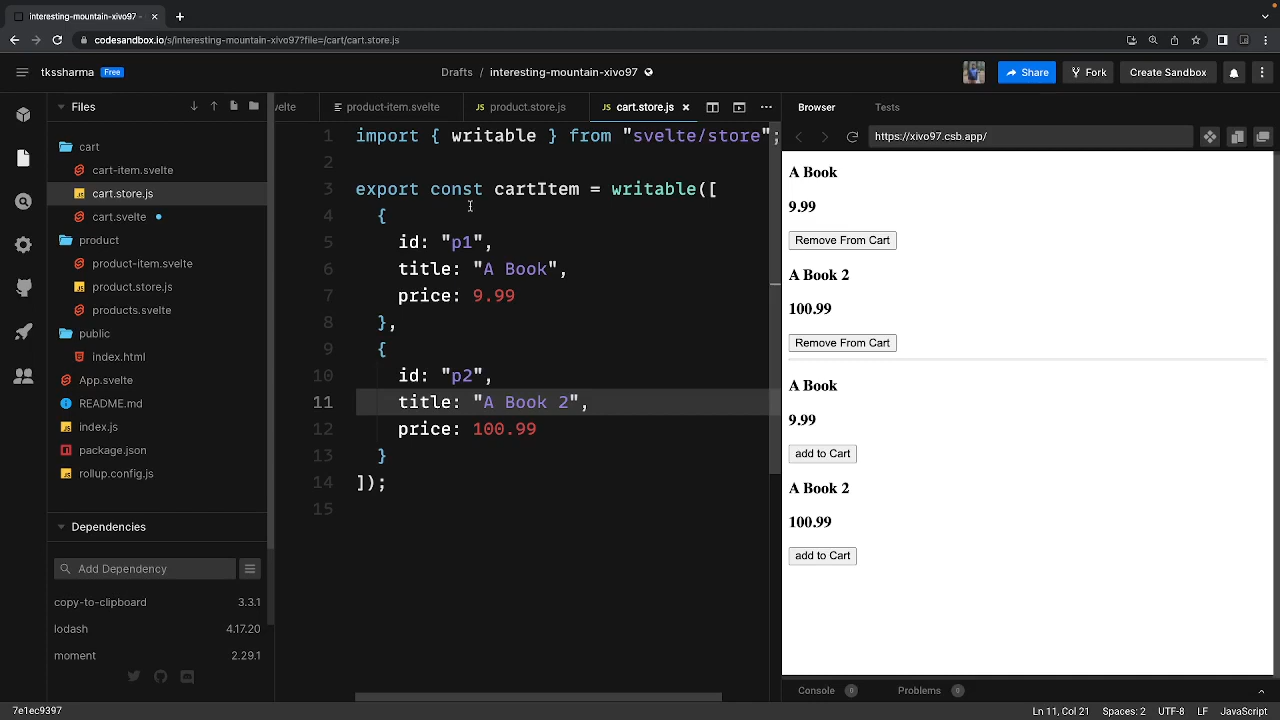 interesting-mountain-xivo97
codesandbox.io/s/interesting-mountain-xivo97?file=/cart/cart.store.js
tkssharma Free
Drafts / interesting-mountain-xivo97
Share
Fork
Create Sandbox
Files
cart
cart-item.svelte
cart.store.js
cart.svelte
product
product-item.svelte
product.store.js
products.svelte
public
index.html
App.svelte
README.md
index.js
package.json
rollup.config.js
Dependencies
Add Dependency
copy-to-clipboard 3.3.1
lodash 4.17.20
moment 2.29.1
velte product-item.svelte product.store.js cart.store.js
1 import { writable } from "svelte/store";
2
3 export const cartItem = writable([
4 {
5 id: "p1",
6 title: "A Book",
7 price: 9.99
8 },
9 {
10 id: "p2",
11 title: "A Book 2",
12 price: 100.99
13 }
14 ]);
15
Browser Tests
https://xivo97.csb.app/
A Book
9.99
Remove From Cart
A Book 2
100.99
Remove From Cart
A Book
9.99
add to Cart
A Book 2
100.99
add to Cart
Console 0 Problems 0
7e1ec9397
Ln 11, Col 21 Spaces: 2 UTF-8 LF JavaScript